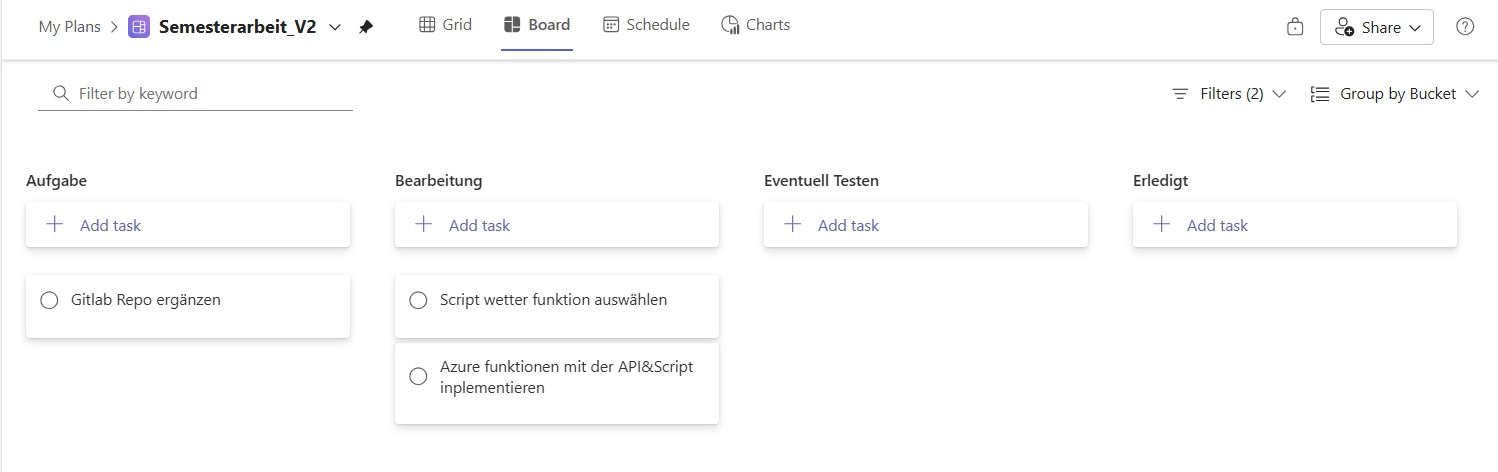 My Plans > Semesterarbeit_V2
Grid
Board
Schedule
Charts
Share
Filter by keyword
Filters (2)
Group by Bucket
Aufgabe
Add task
Gitlab Repo ergänzen
Bearbeitung
Add task
Script wetter funktion auswählen
Azure funktionen mit der API&Script
inplementieren
Eventuell Testen
Add task
Erledigt
Add task